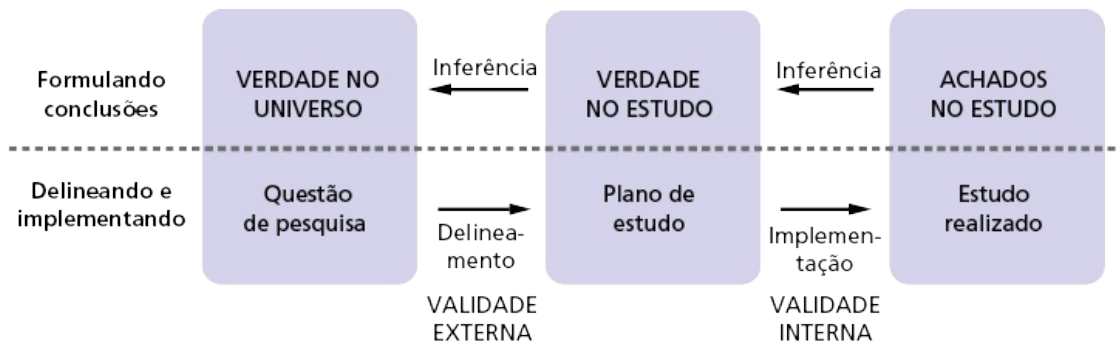 Formulando
conclusões
VERDADE NO
UNIVERSO
Inferência
VERDADE
NO ESTUDO
Inferência
ACHADOS
NO ESTUDO
Delineando e
implementando
Questão
de pesquisa
Delinea-
mento
Plano de
estudo
Implemen-
tação
Estudo
realizado
VALIDADE
EXTERNA
VALIDADE
INTERNA